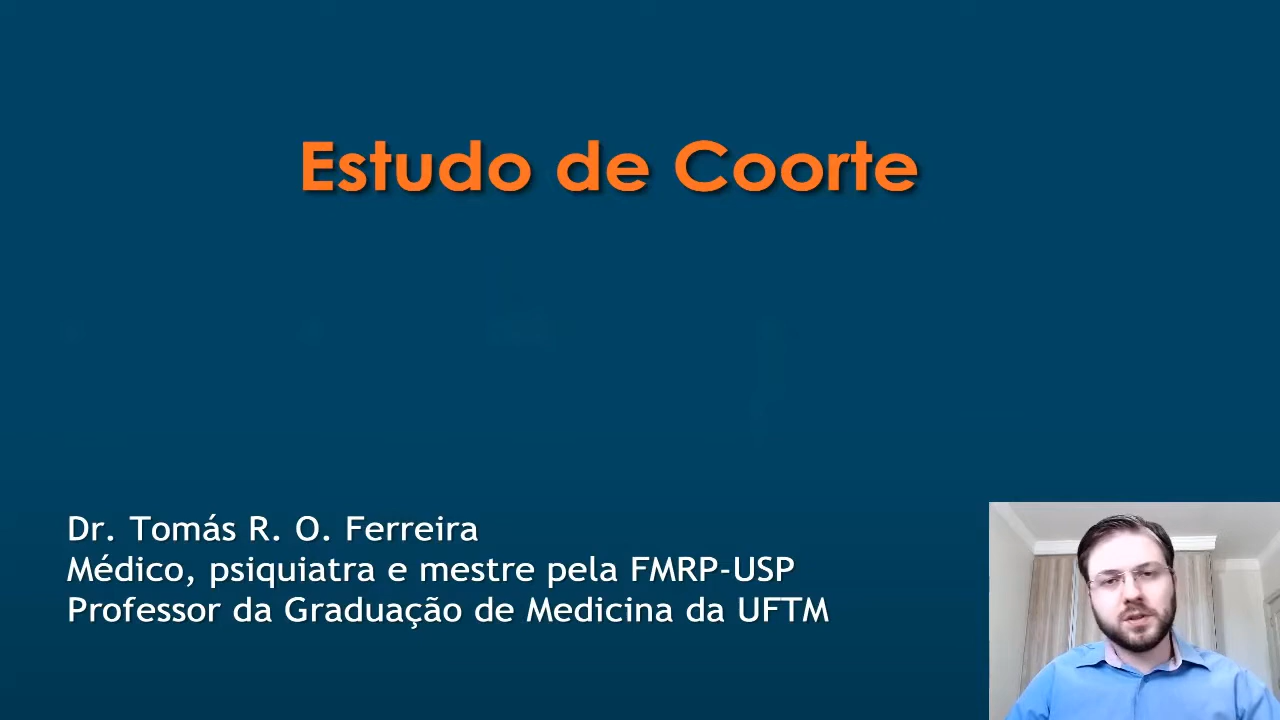 Estudo de Coorte
Dr. Tomás R. O. Ferreira
Médico, psiquiatra e mestre pela FMRP-USP
Professor da Graduação de Medicina da UFTM